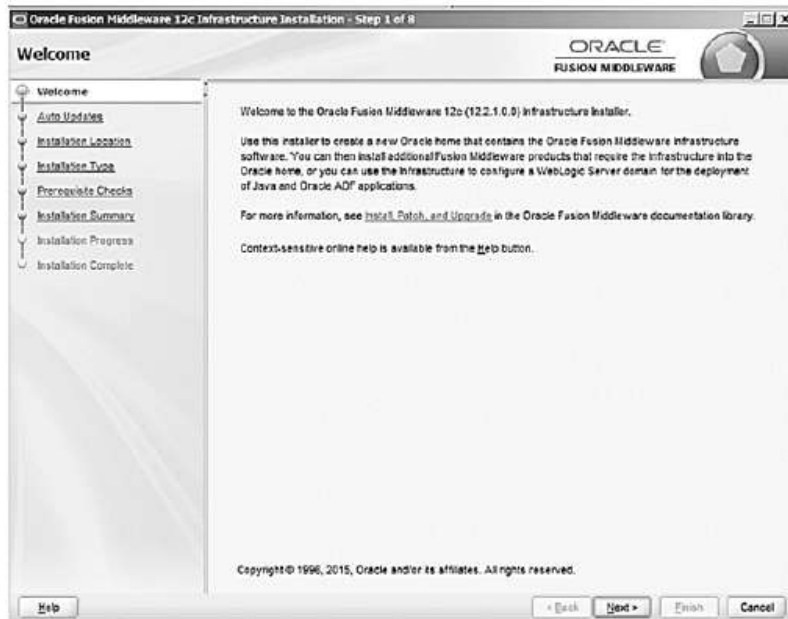 Oracle Fusion Middleware 12c Infrastructure Installation - Step 1 of 8
Welcome
ORACLE
FUSION MIDDLEWARE
Welcome
Auto Updates
Installation Location
Installation Type
Prerequisite Checks
Installation Summary
Installation Progress
Installation Complete
Welcome to the Oracle Fusion Middleware 12c (12.2.1.0.0) Infrastructure Installer.
Use this installer to create a new Oracle home that contains the Oracle Fusion Middleware Infrastructure
software. You can then install additional Fusion Middleware products that require the Infrastructure into the
Oracle home, or you can use the Infrastructure to configure a WebLogic Server domain for the deployment
of Java and Oracle ADF applications.
For more information, see Install, Patch, and Upgrade in the Oracle Fusion Middleware documentation library.
Context-sensitive online help is available from the Help button.
Copyright © 1996, 2015, Oracle and/or its affiliates. All rights reserved.
Help
< Back
Next >
Finish
Cancel